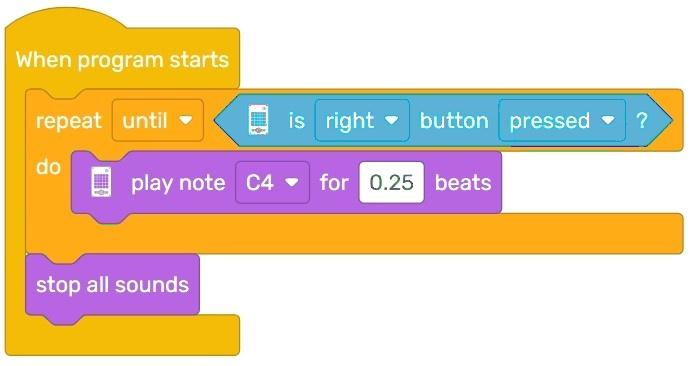 When program starts
repeat until is right button pressed ?
do
play note C4 for 0.25 beats
stop all sounds